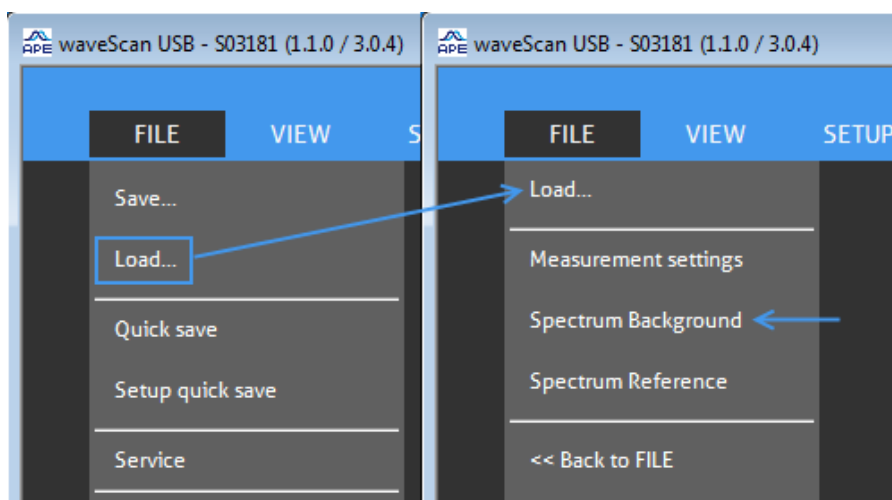 APE waveScan USB - S03181 (1.1.0 / 3.0.4)
FILE VIEW S
Save...
Load...
Quick save
Setup quick save
Service
APE waveScan USB - S03181 (1.1.0 / 3.0.4)
FILE VIEW SETUP
Load...
Measurement settings
Spectrum Background
Spectrum Reference
<< Back to FILE